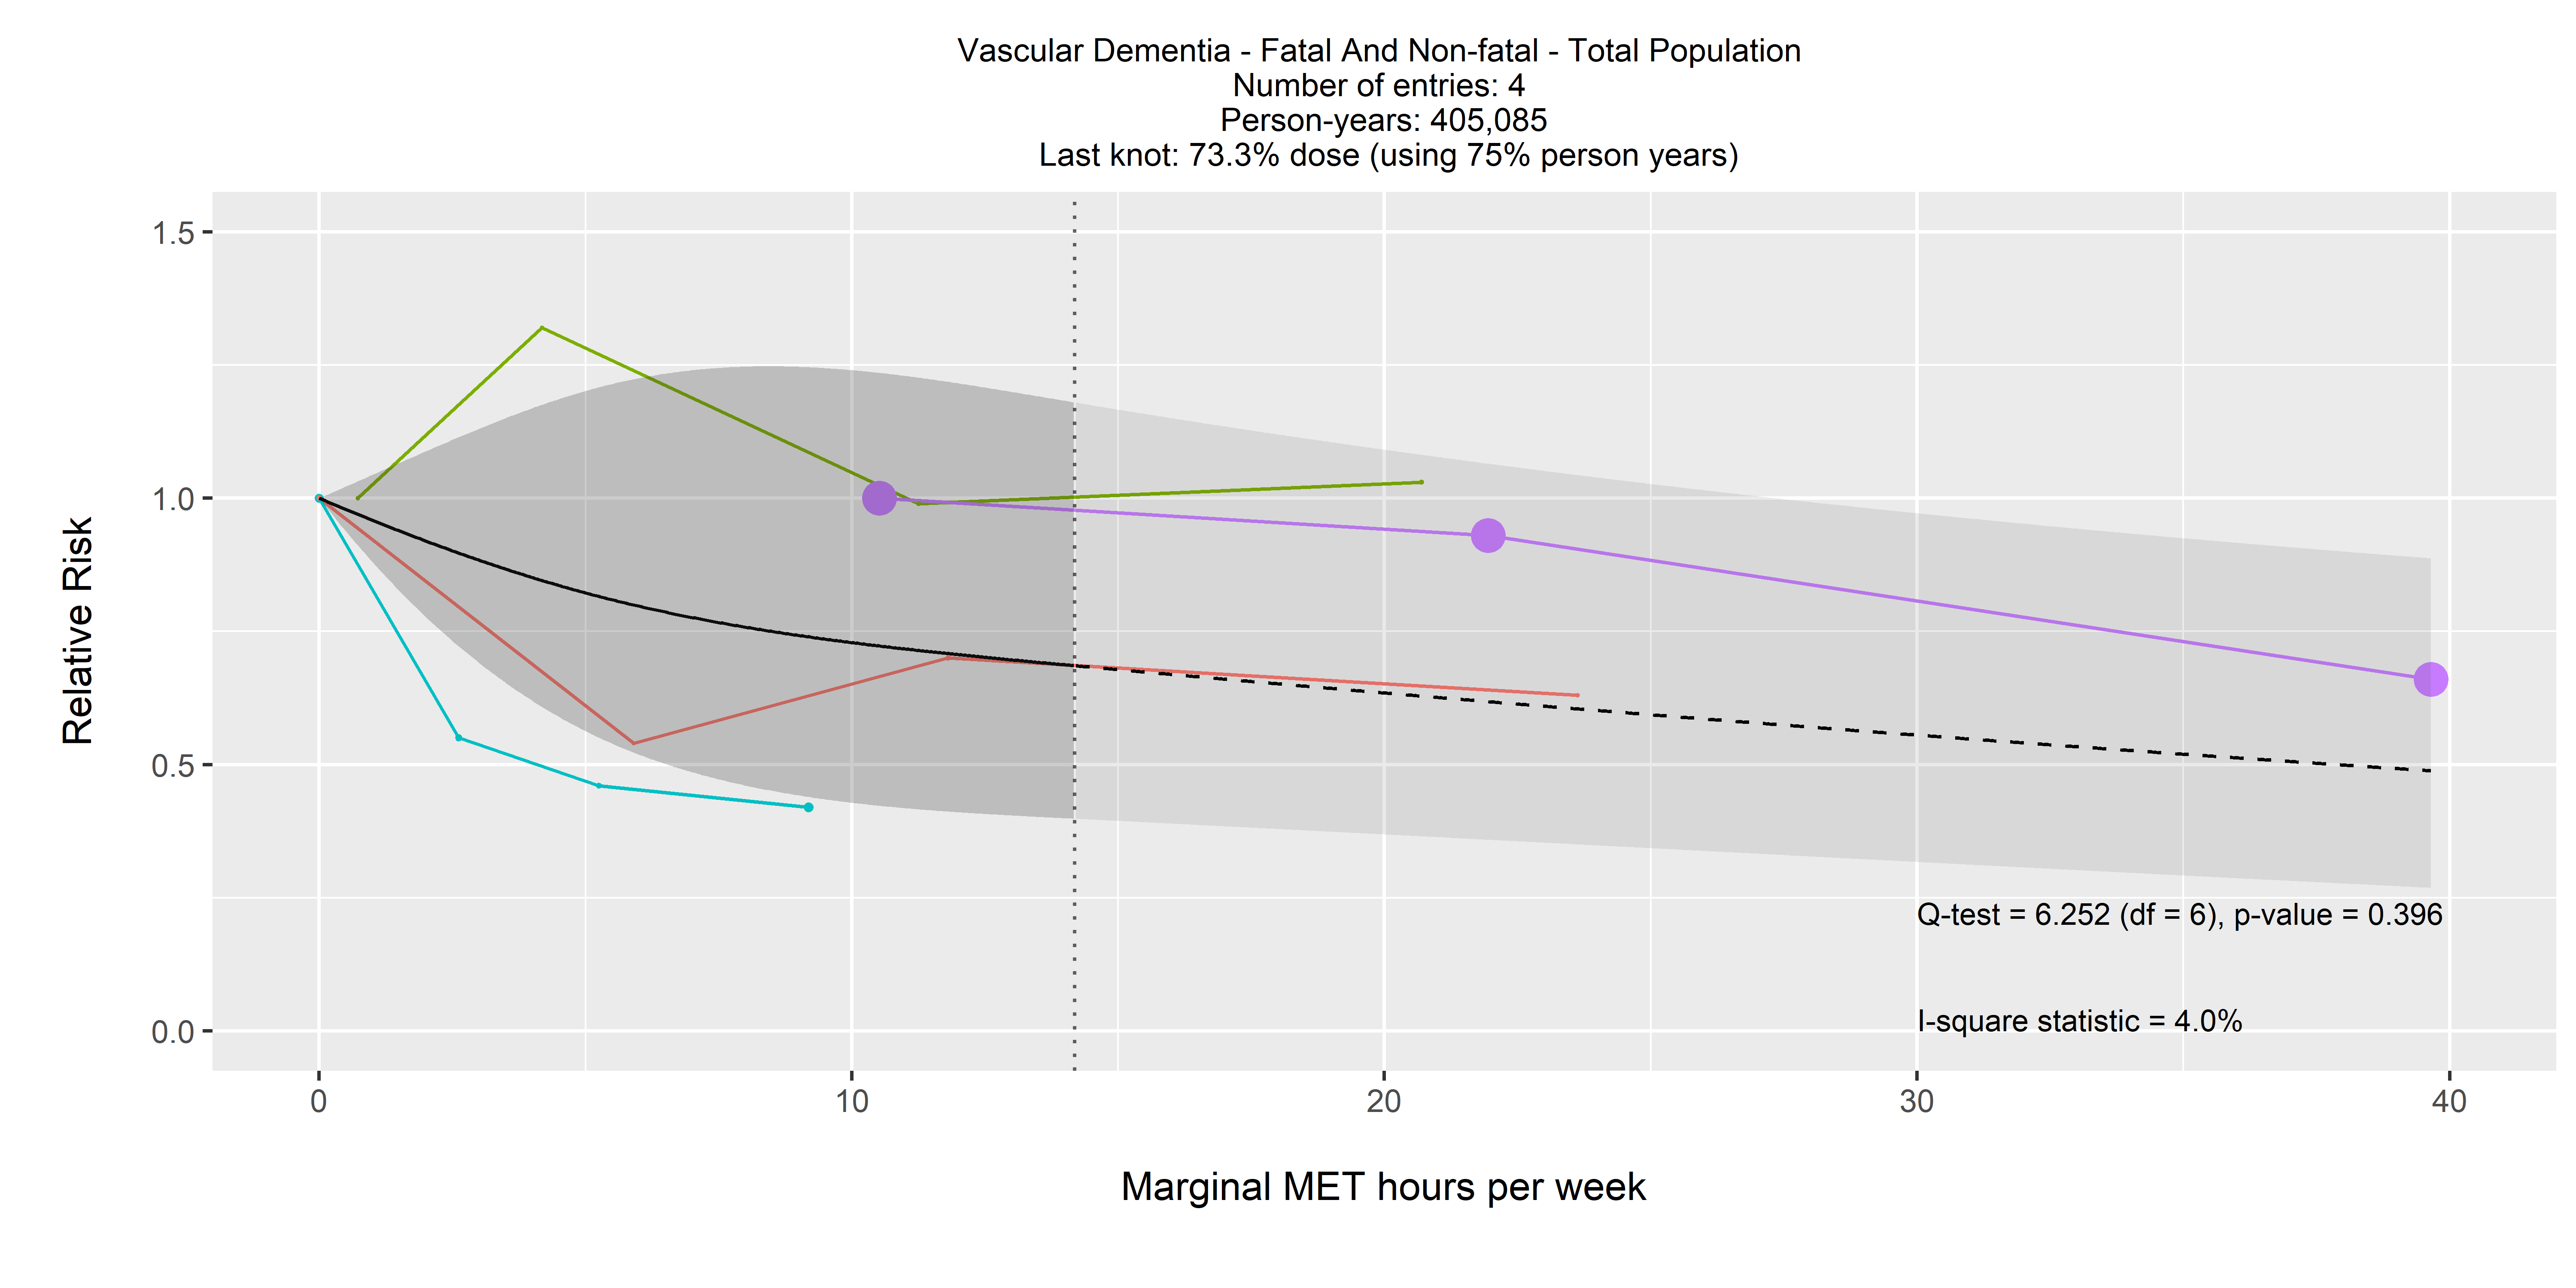 Vascular Dementia - Fatal And Non-fatal - Total Population
Number of entries: 4
Person-years: 405,085
Last knot: 73.3% dose (using 75% person years)
1.5
1.0
0.5
0.0
Relative Risk
Q-test = 6.252 (df = 6), p-value = 0.396
I-square statistic = 4.0%
0 10 20 30 40
Marginal MET hours per week